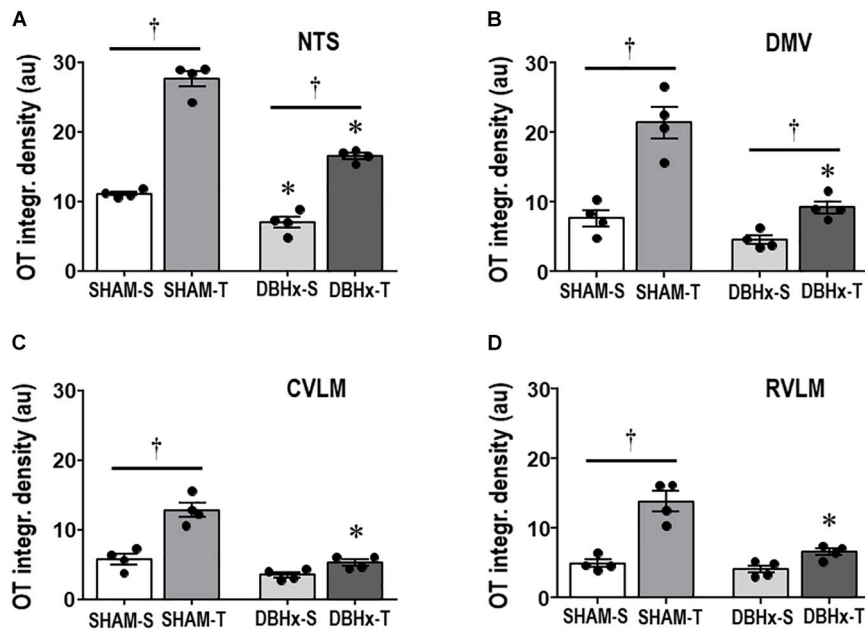 A
†
NTS
OT integr. density (au)
30
20
10
0
†
*
*
SHAM-S
SHAM-T
DBHx-S
DBHx-T
B
†
DMV
OT integr. density (au)
30
20
10
0
†
*
SHAM-S
SHAM-T
DBHx-S
DBHx-T
C
CVLM
OT integr. density (au)
30
20
10
0
†
*
SHAM-S
SHAM-T
DBHx-S
DBHx-T
D
RVLM
OT integr. density (au)
30
20
10
0
†
*
SHAM-S
SHAM-T
DBHx-S
DBHx-T